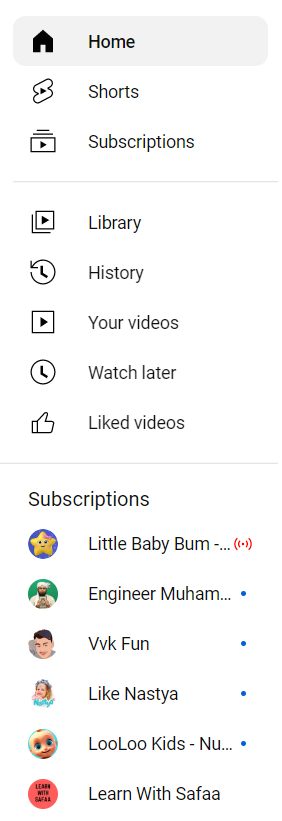 Home
Shorts
Subscriptions
Library
History
Your videos
Watch later
Liked videos
Subscriptions
Little Baby Bum -...
Engineer Muham...
Vvk Fun
Like Nastya
Nastya
LooLoo Kids - Nu...
LEARN
WITH
SAFAA
Learn With Safaa